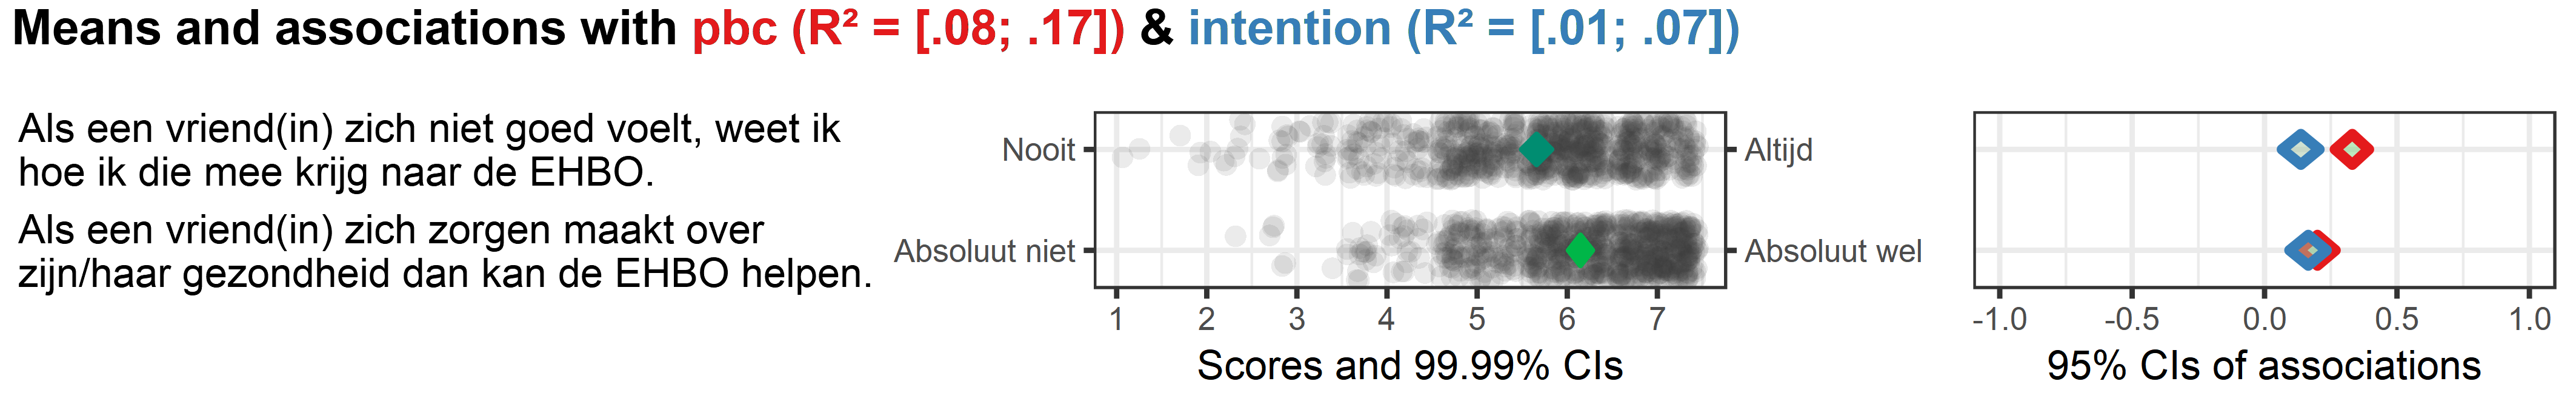 Means and associations with pbc (R² = [.08; .17]) & intention (R² = [.01; .07])
Als een vriend(in) zich niet goed voelt, weet ik
hoe ik die mee krijg naar de EHBO.
Nooit
Altijd
Als een vriend(in) zich zorgen maakt over
zijn/haar gezondheid dan kan de EHBO helpen.
Absoluut niet
Absoluut wel
1 2 3 4 5 6 7
Scores and 99.99% CIs
-1.0 -0.5 0.0 0.5 1.0
95% CIs of associations